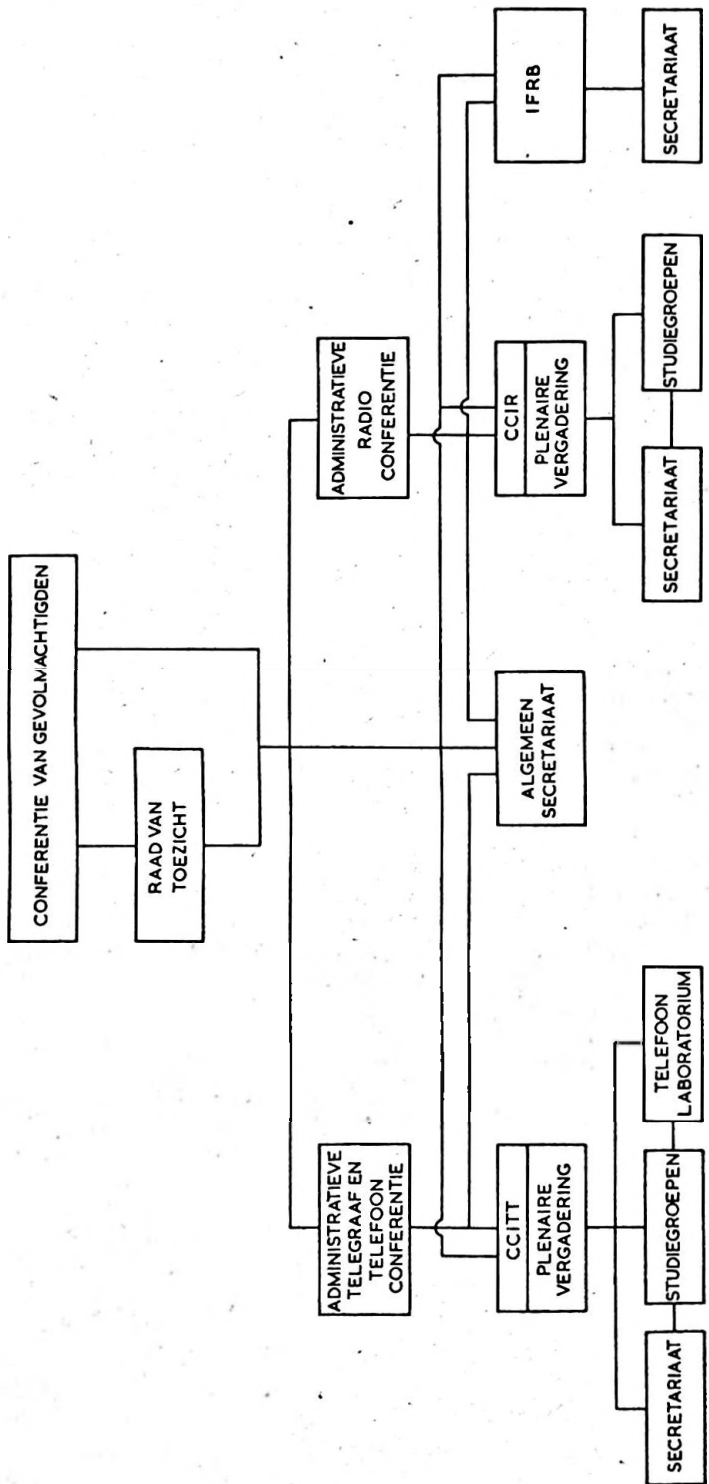 CONFERENTIE VAN GEVOLMACHTIGDEN
RAAD VAN
TOEZICHT
ADMINISTRATIEVE
TELEGRAAF EN
TELEFOON
CONFERENTIE
ADMINISTRATIEVE
RADIO
CONFERENTIE
CCITT
PLENAIRE
VERGADERING
ALGEMEEN
SECRETARIAAT
CCIR
PLENAIRE
VERGADERING
IFRB
SECRETARIAAT
STUDIEGROEPEN
TELEFOON
LABORATORIUM
SECRETARIAAT
STUDIEGROEPEN
SECRETARIAAT